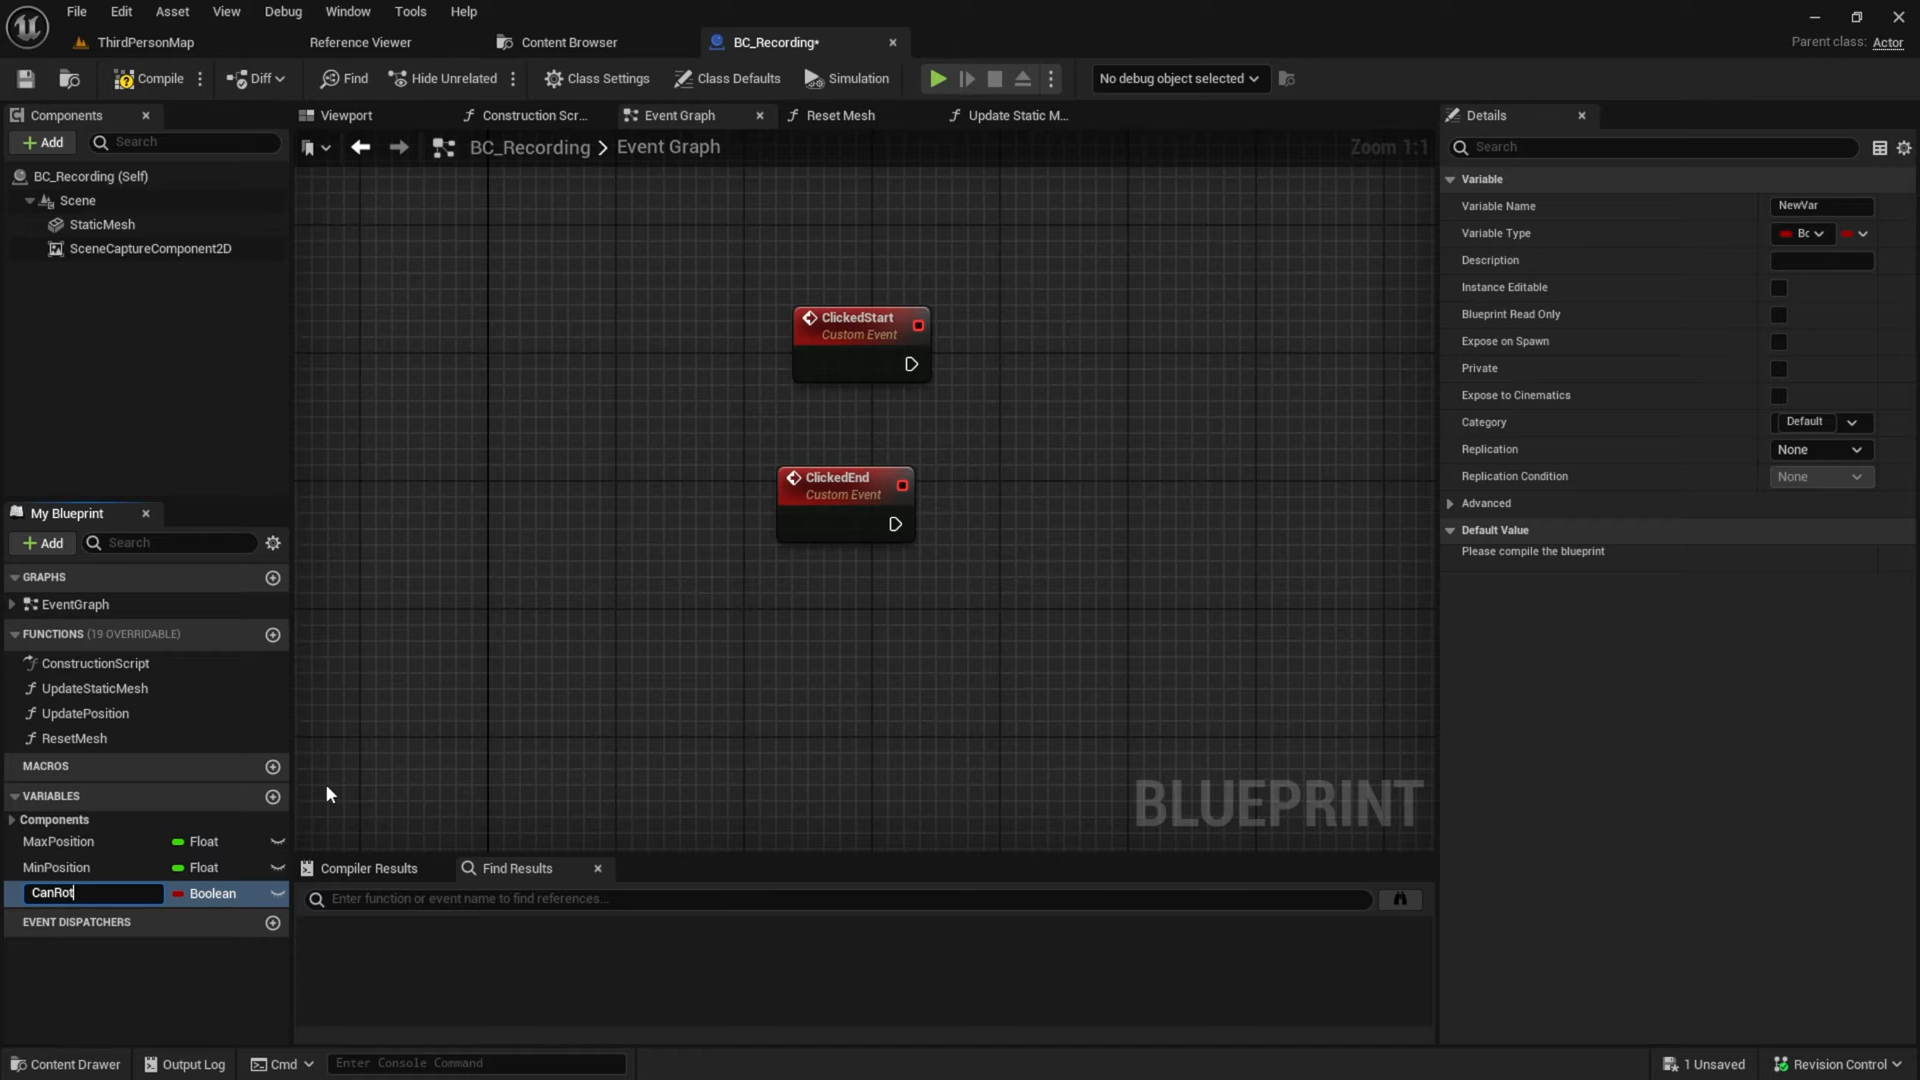 File Edit Asset View Debug Window Tools Help
ThirdPersonMap Reference Viewer Content Browser BC_Recording* Parent class: Actor
Compile Diff Find Hide Unrelated Class Settings Class Defaults Simulation No debug object selected
Components
Add Search
BC_Recording (Self)
Scene
StaticMesh
SceneCaptureComponent2D
My Blueprint
Add Search
GRAPHS
EventGraph
FUNCTIONS (19 OVERRIDABLE)
ConstructionScript
UpdateStaticMesh
UpdatePosition
ResetMesh
MACROS
VARIABLES
Components
MaxPosition Float
MinPosition Float
CanRot Boolean
EVENT DISPATCHERS
Viewport Construction Scr... Event Graph Reset Mesh Update Static M...
BC_Recording > Event Graph Zoom 1:1
ClickedStart
Custom Event
ClickedEnd
Custom Event
BLUEPRINT
Compiler Results Find Results
Enter function or event name to find references...
Details
Search
Variable
Variable Name NewVar
Variable Type Bc
Description
Instance Editable
Blueprint Read Only
Expose on Spawn
Private
Expose to Cinematics
Category Default
Replication None
Replication Condition None
Advanced
Default Value
Please compile the blueprint
Content Drawer Output Log Cmd Enter Console Command 1 Unsaved Revision Control